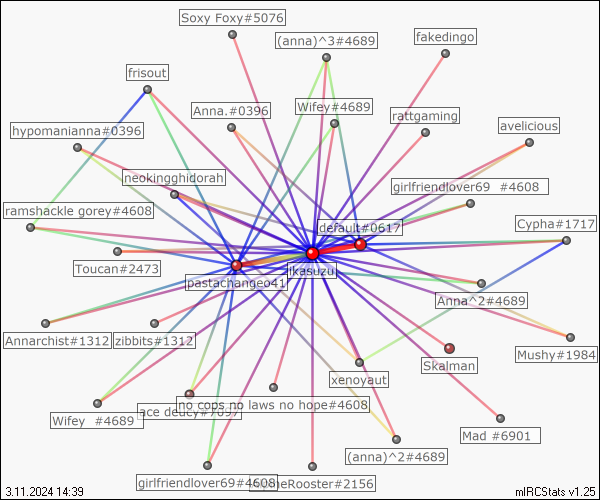 Soxy Foxy#5076
fakedingo
(anna)^3#4689
frisout
Anna.#0396
Wifey#4689
rattgaming
hypomanianna#0396
avelicious
neokingghidorah
girlfriendlover69 #4608
ramshackle gorey#4608
default#0617
Cypha#1717
Toucan#2473
ikasuzu
pastachangeo41
Anna^2#4689
Annarchist#1312
zibbits#1312
Mushy#1984
Skalman
xenoyaut
no cops no laws no hope#4608
ace deucy#7097
Wifey #4689
Mad #6901
(anna)^2#4689
girlfriendlover69#4608
Rooster#2156
3.11.2024 14:39
mIRCStats v1.25